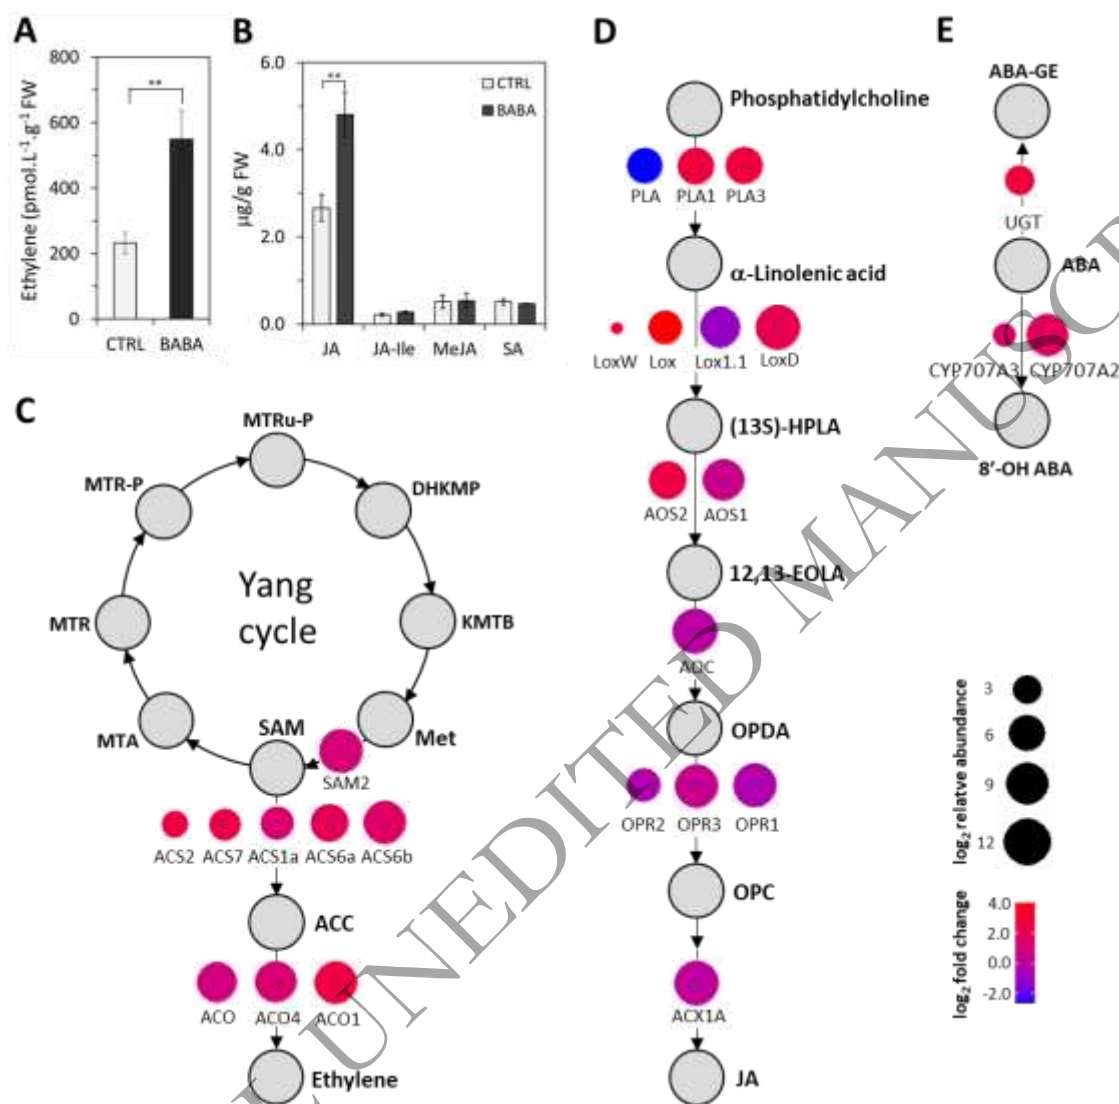 A
800
600
400
200
0
Ethylene (pmol.L⁻¹.g⁻¹ FW
**
CTRL BABA
B
6.0
4.0
2.0
0.0
µg/g FW
**
CTRL
BABA
JA JA-Ile MeJA SA
C
MTRu-P
MTR-P
DHKMP
Yang
cycle
MTR
KMTB
MTA
SAM
Met
SAM2
ACS2 ACS7 ACS1a ACS6a ACS6b
ACC
ACO ACO4 ACO1
Ethylene
D
Phosphatidylcholine
PLA PLA1 PLA3
α-Linolenic acid
LoxW Lox Lox1.1 LoxD
(13S)-HPLA
AOS2 AOS1
12,13-EOLA
AOC
OPDA
OPR2 OPR3 OPR1
OPC
ACX1A
JA
E
ABA-GE
UGT
ABA
CYP707A3 CYP707A2
8'-OH ABA
log₂ relative abundance
3
6
9
12
log₂ fold change
4.0
2.0
0.0
-2.0
UNEDITED MANUSC